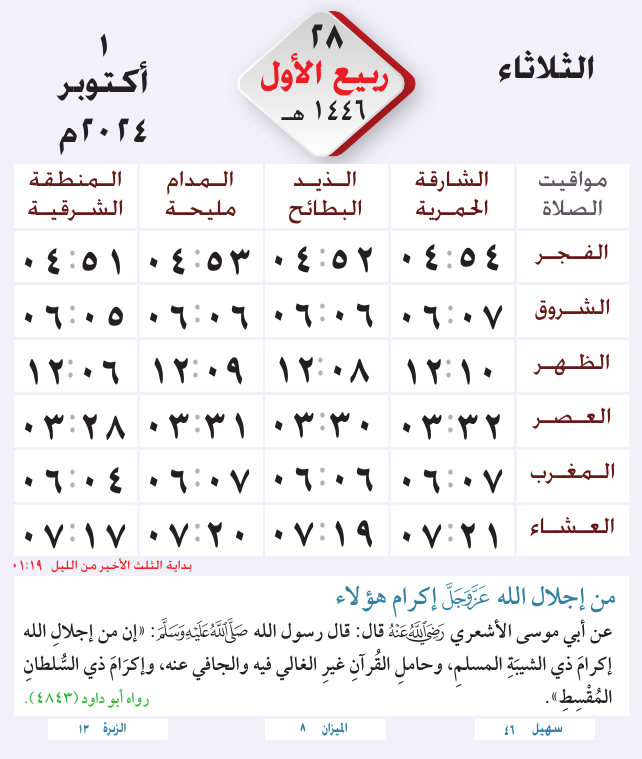 الثلاثاء
٢٨
ربيع الأول
١٤٤٦ هـ
١
أكتوبر
٢٠٢٤م
مواقيت الصلاة | الشارقة الحمرية | الذيد البطائح | المدام مليحة | المنطقة الشرقية
الفجر ٠٤:٥٤ ٠٤:٥٢ ٠٤:٥٣ ٠٤:٥١
الشروق ٠٦:٠٧ ٠٦:٠٦ ٠٦:٠٦ ٠٦:٠٥
الظهر ١٢:١٠ ١٢:٠٨ ١٢:٠٩ ١٢:٠٦
العصر ٠٣:٣٢ ٠٣:٣٠ ٠٣:٣١ ٠٣:٢٨
المغرب ٠٦:٠٧ ٠٦:٠٦ ٠٦:٠٧ ٠٦:٠٤
العشاء ٠٧:٢١ ٠٧:١٩ ٠٧:٢٠ ٠٧:١٧
بداية الثلث الأخير من الليل ٠١:١٩
من إجلال الله عَزَّوَجَلَّ إكرام هؤلاء
عن أبي موسى الأشعري رَضِيَاللَّهُعَنْهُ قال: قال رسول الله صَلَّىاللَّهُعَلَيْهِوَسَلَّمَ: «إن من إجلالِ الله
إكرامَ ذي الشيبَةِ المسلمِ، وحاملِ القُرآنِ غيرِ الغالي فيه والجافي عنه، وإكرَامَ ذي السُّلطانِ
المُقْسِطِ».
رواه أبو داود (٤٨٤٣).
سهيل ٤٦
الميزان ٨
الزبرة ١٣